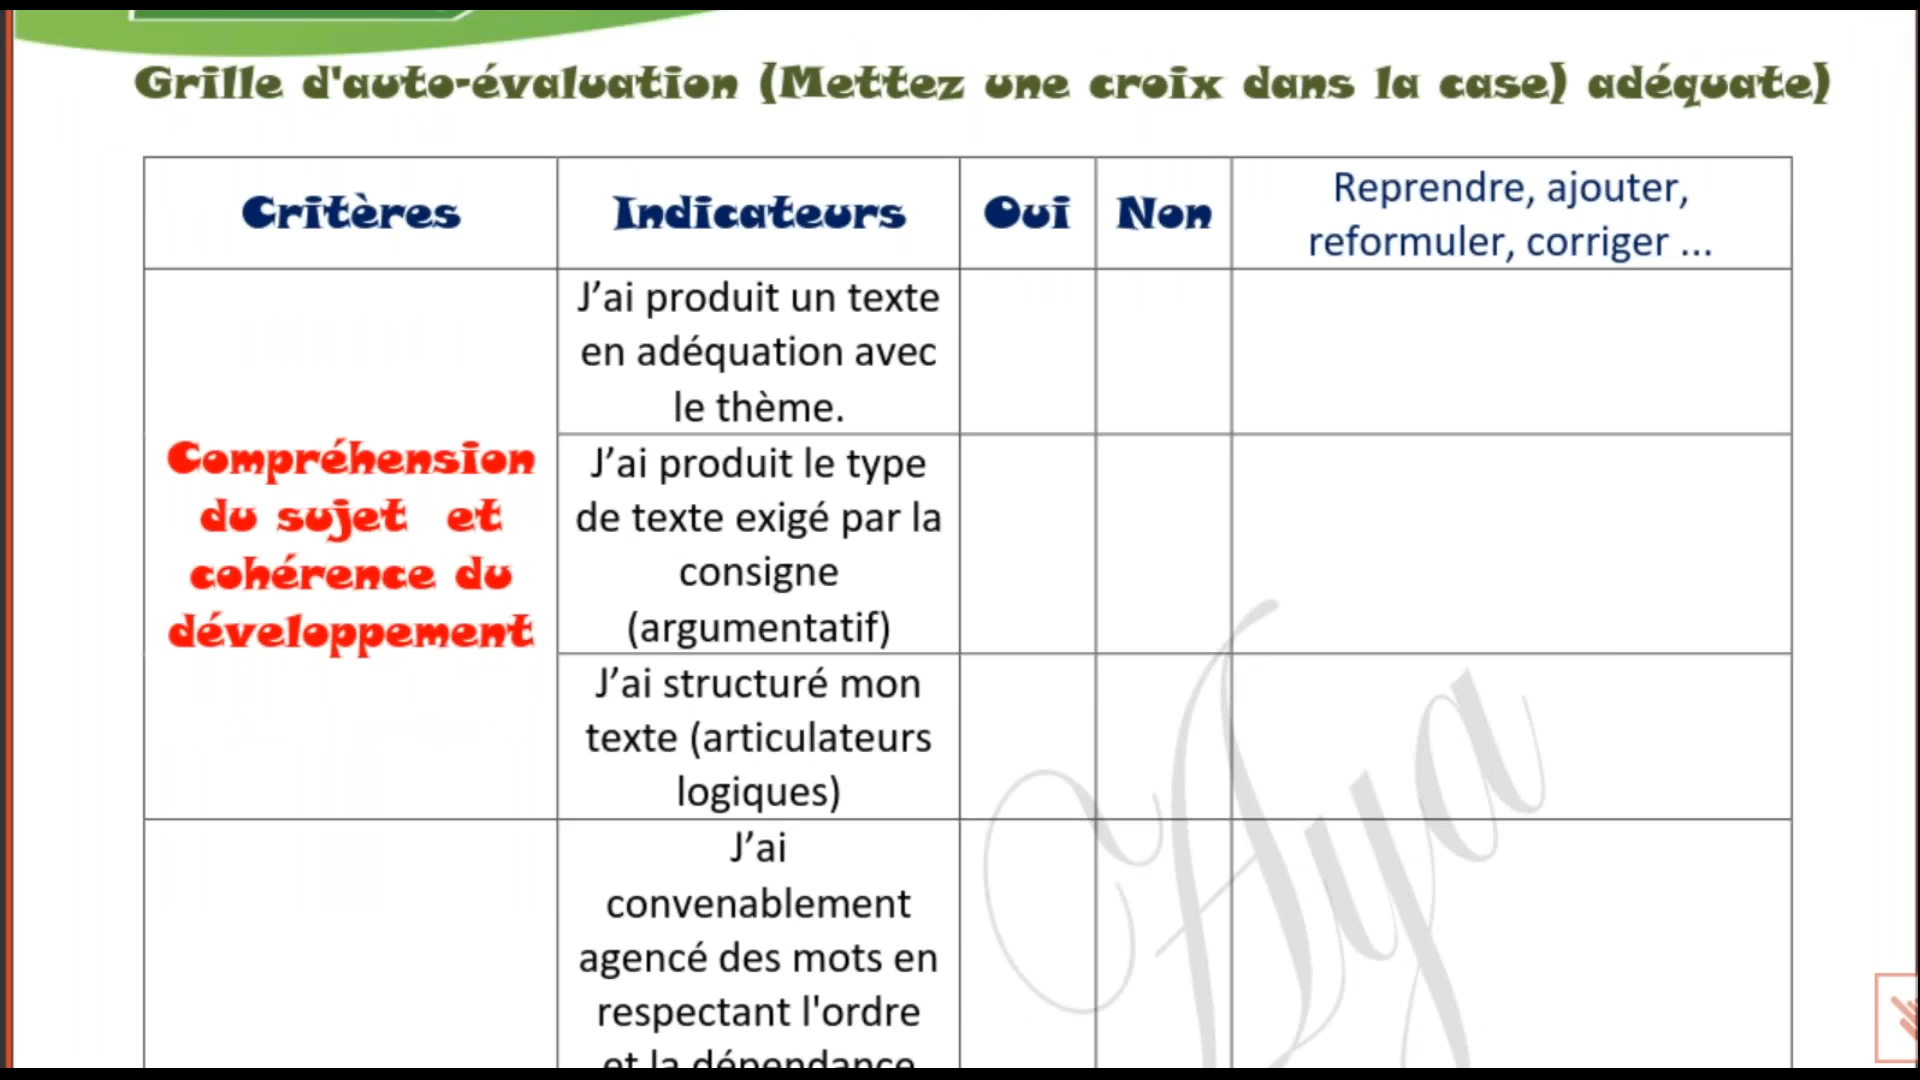 Grille d'auto-évaluation (Mettez une croix dans la case) adéquate)
Critères
Indicateurs
Oui
Non
Reprendre, ajouter,
reformuler, corriger ...
Compréhension
du sujet et
cohérence du
développement
J’ai produit un texte
en adéquation avec
le thème.
J’ai produit le type
de texte exigé par la
consigne
(argumentatif)
J’ai structuré mon
texte (articulateurs
logiques)
J’ai
convenablement
agencé des mots en
respectant l'ordre
et la dépendance
Aya